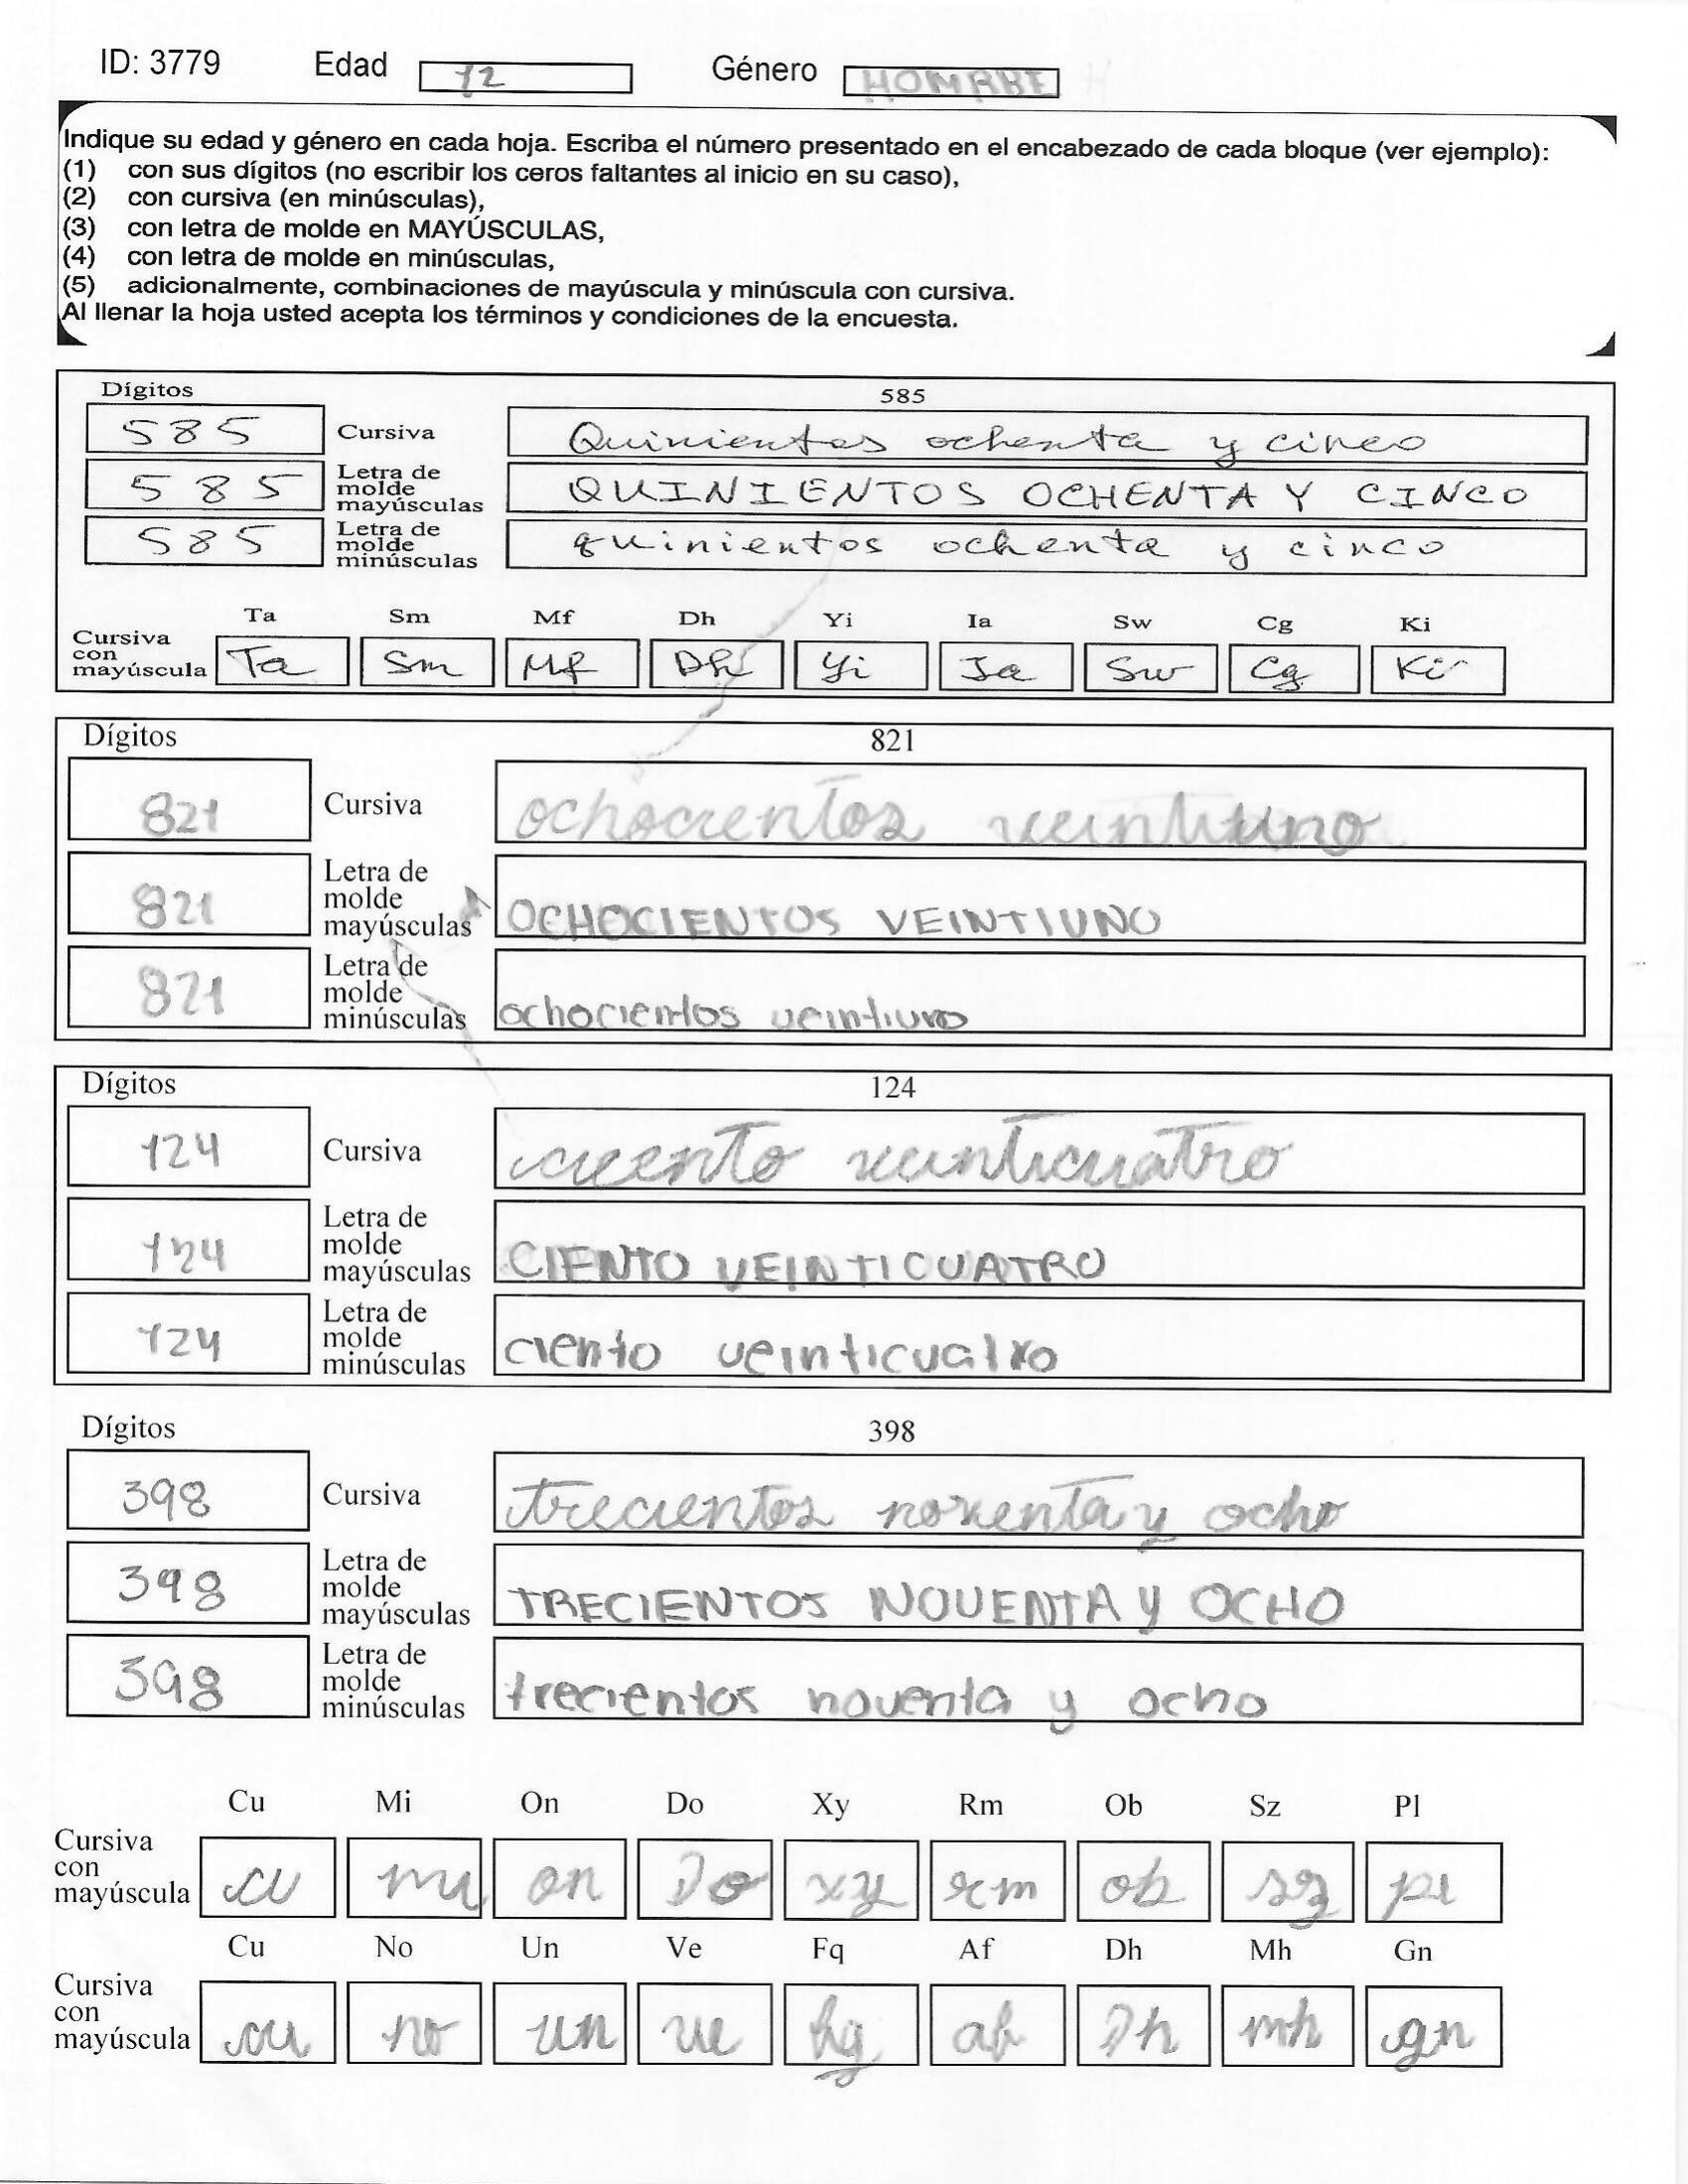 ID: 3779 Edad 12 Género HOMBRE H
Indique su edad y género en cada hoja. Escriba el número presentado en el encabezado de cada bloque (ver ejemplo):
(1) con sus dígitos (no escribir los ceros faltantes al inicio en su caso),
(2) con cursiva (en minúsculas),
(3) con letra de molde en MAYÚSCULAS,
(4) con letra de molde en minúsculas,
(5) adicionalmente, combinaciones de mayúscula y minúscula con cursiva.
Al llenar la hoja usted acepta los términos y condiciones de la encuesta.
Dígitos 585
585 Cursiva Quinientos ochenta y cinco
585 Letra de molde mayúsculas QUINIENTOS OCHENTA Y CINCO
585 Letra de molde minúsculas quinientos ochenta y cinco
Ta Sm Mf Dh Yi Ia Sw Cg Ki
Cursiva con mayúscula Ta Sm Mf Dh Yi Ia Sw Cg Ki
Dígitos 821
821 Cursiva ochocientos veintiuno
821 Letra de molde mayúsculas OCHOCIENTOS VEINTIUNO
821 Letra de molde minúsculas ochocientos veintiuno
Dígitos 124
124 Cursiva ciento veinticuatro
124 Letra de molde mayúsculas CIENTO VEINTICUATRO
124 Letra de molde minúsculas ciento veinticuatro
Dígitos 398
398 Cursiva trecientos noventa y ocho
398 Letra de molde mayúsculas TRECIENTOS NOVENTA Y OCHO
398 Letra de molde minúsculas trecientos noventa y ocho
Cu Mi On Do Xy Rm Ob Sz Pl
Cursiva con mayúscula cu mi on Do xy rm ob sz pl
Cu No Un Ve Fq Af Dh Mh Gn
Cursiva con mayúscula cu no un ve fq af Dh mh gn